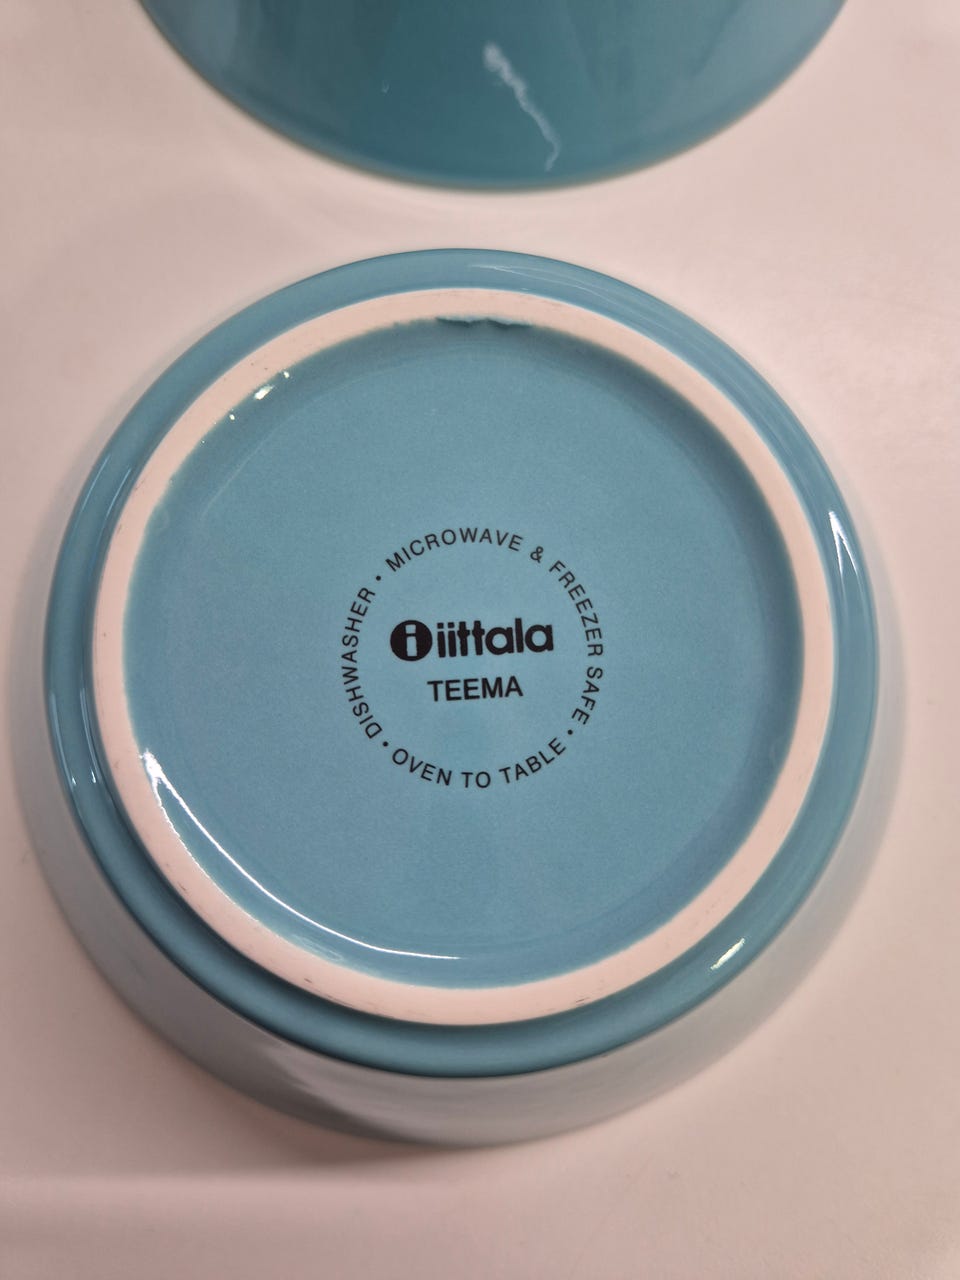 DISHWASHER • MICROWAVE & FREEZER SAFE • OVEN TO TABLE •
i iittala
TEEMA